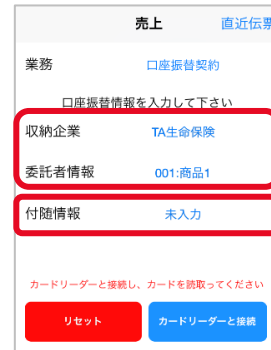 売上 直近伝票
業務 口座振替契約
口座振替情報を入力して下さい
収納企業 TA生命保険
委託者情報 001:商品1
付随情報 未入力
カードリーダーと接続し、カードを読取ってください
リセット カードリーダーと接続